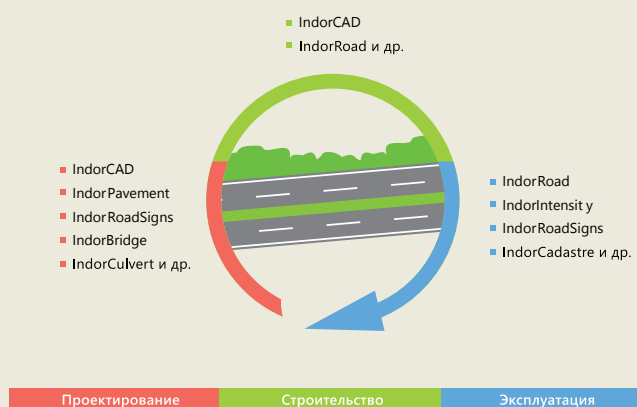 IndorCAD
IndorRoad и др.
IndorCAD
IndorPavement
IndorRoadSigns
IndorBridge
IndorCulvert и др.
IndorRoad
IndorIntensit y
IndorRoadSigns
IndorCadastre и др.
Проектирование
Строительство
Эксплуатация